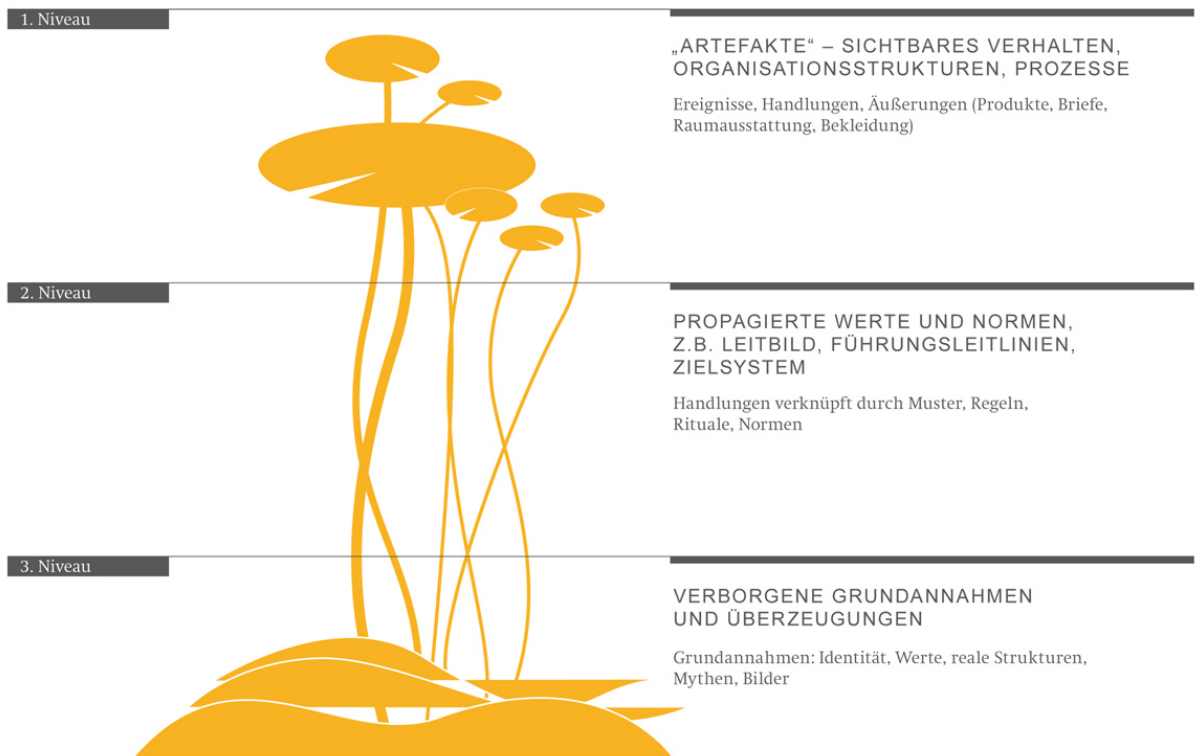 1. Niveau
„ARTEFAKTE“ – SICHTBARES VERHALTEN,
ORGANISATIONSSTRUKTUREN, PROZESSE
Ereignisse, Handlungen, Äußerungen (Produkte, Briefe,
Raumausstattung, Bekleidung)
2. Niveau
PROPAGIERTE WERTE UND NORMEN,
Z.B. LEITBILD, FÜHRUNGSLEITLINIEN,
ZIELSYSTEM
Handlungen verknüpft durch Muster, Regeln,
Rituale, Normen
3. Niveau
VERBORGENE GRUNDANNAHMEN
UND ÜBERZEUGUNGEN
Grundannahmen: Identität, Werte, reale Strukturen,
Mythen, Bilder